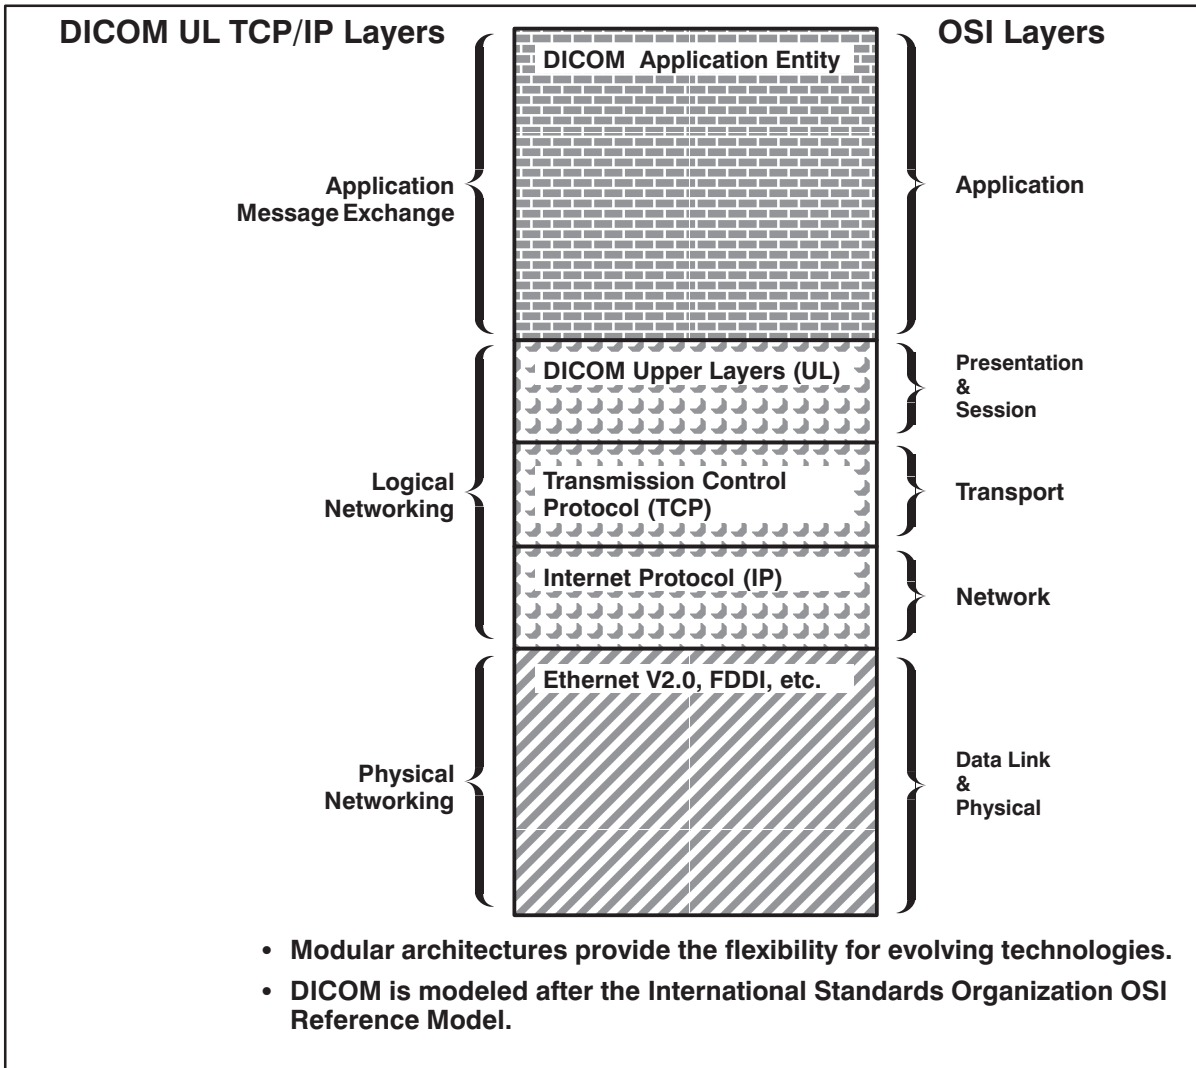 DICOM UL TCP/IP Layers
OSI Layers
DICOM Application Entity
Application
Message Exchange
Application
DICOM Upper Layers (UL)
Presentation
&
Session
Logical
Networking
Transmission Control
Protocol (TCP)
Transport
Internet Protocol (IP)
Network
Ethernet V2.0, FDDI, etc.
Physical
Networking
Data Link
&
Physical
• Modular architectures provide the flexibility for evolving technologies.
• DICOM is modeled after the International Standards Organization OSI
Reference Model.